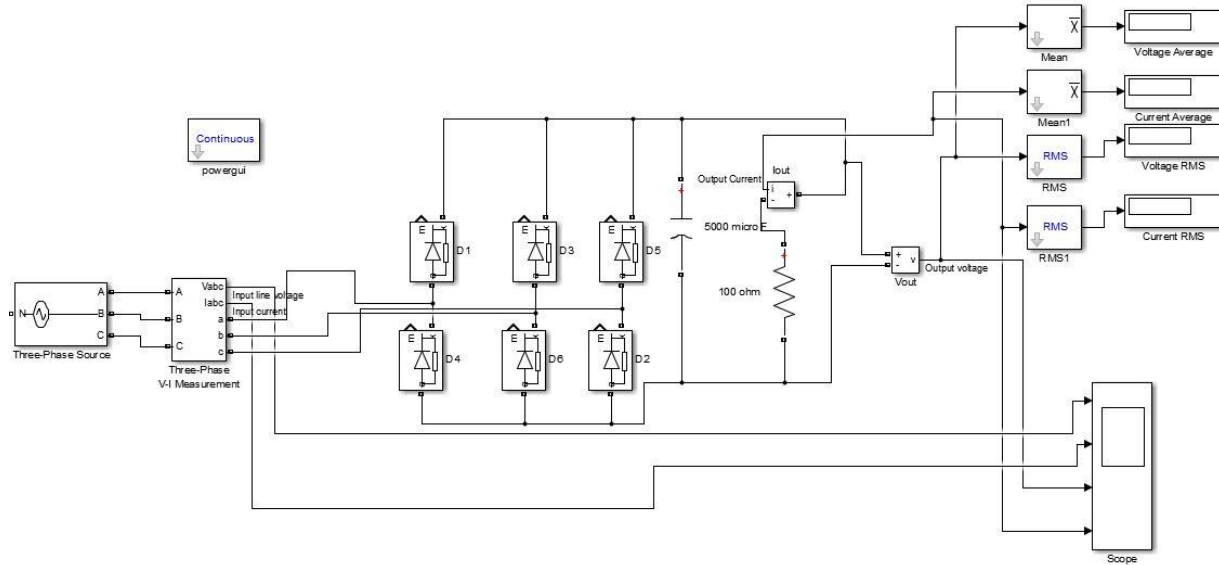 Mean
Voltage Average
Mean1
Current Average
RMS
RMS
Voltage RMS
RMS
RMS1
Current RMS
Continuous
powergui
Output Current
Iout
i
+
-
5000 micro F
100 ohm
+
-
v
Vout
Output voltage
m
k
D1
m
k
D3
m
k
D5
m
k
D4
m
k
D6
m
k
D2
N
A
B
C
Three-Phase Source
A
B
C
Vabc
Iabc
a
b
c
Three-Phase
V-I Measurement
Input line voltage
Input current
+
+
Scope